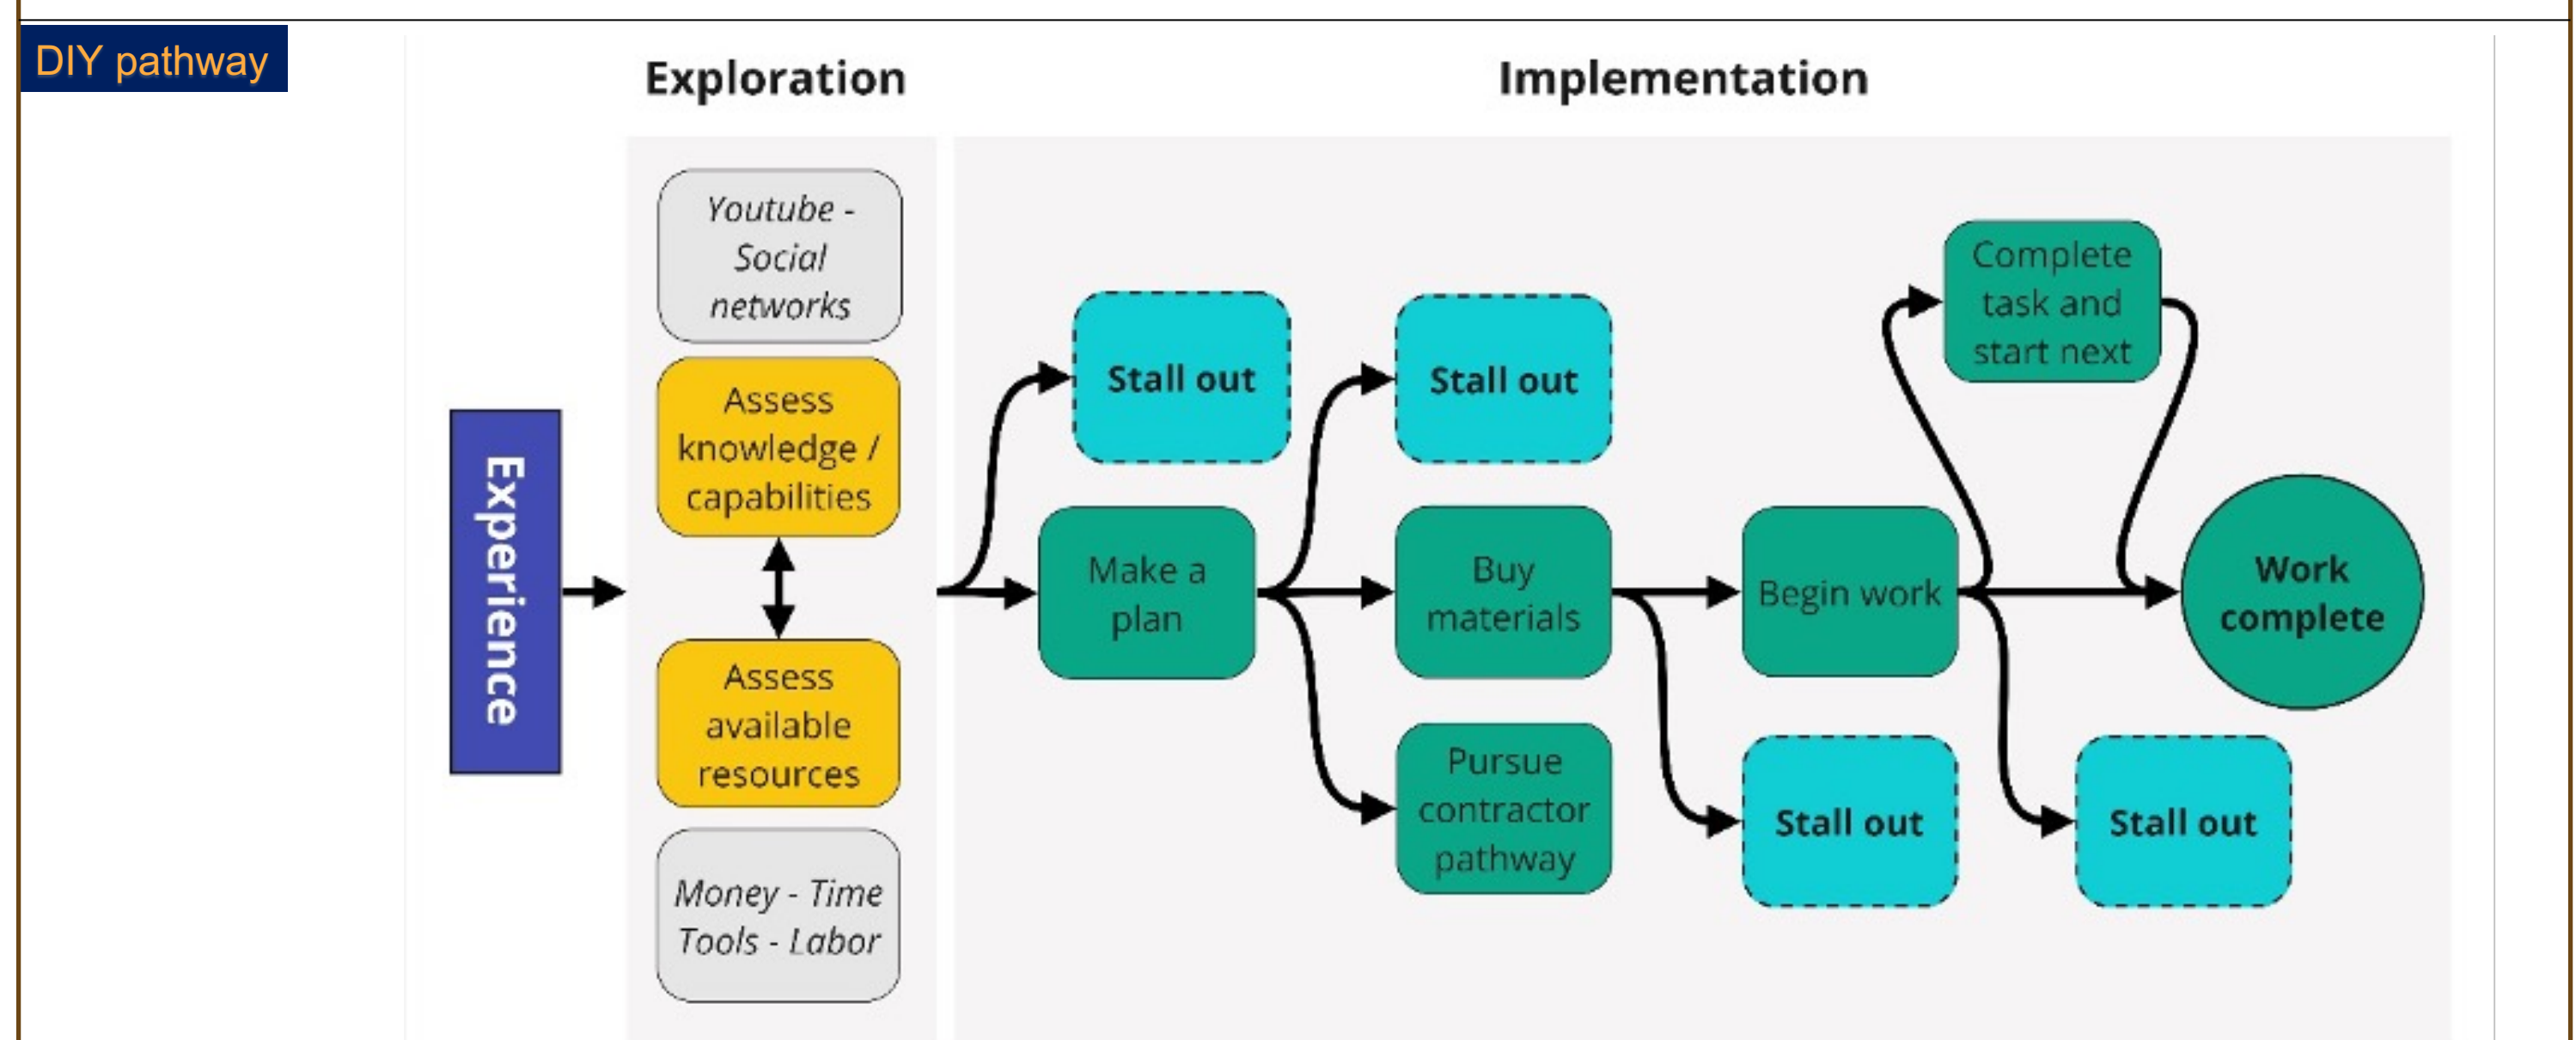 DIY pathway
Exploration
Implementation
Experience
Youtube -
Social
networks
Assess
knowledge /
capabilities
Assess
available
resources
Money - Time
Tools - Labor
Stall out
Make a
plan
Stall out
Buy
materials
Pursue
contractor
pathway
Begin work
Stall out
Complete
task and
start next
Work
complete
Stall out